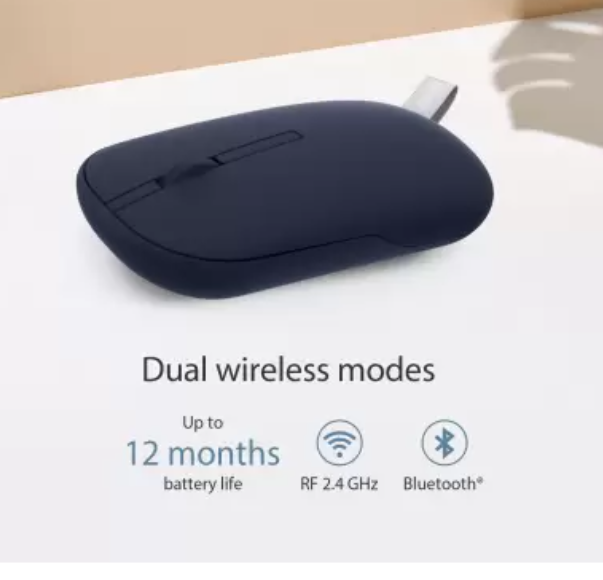 Dual wireless modes
Up to
12 months
battery life
RF 2.4 GHz
Bluetooth®